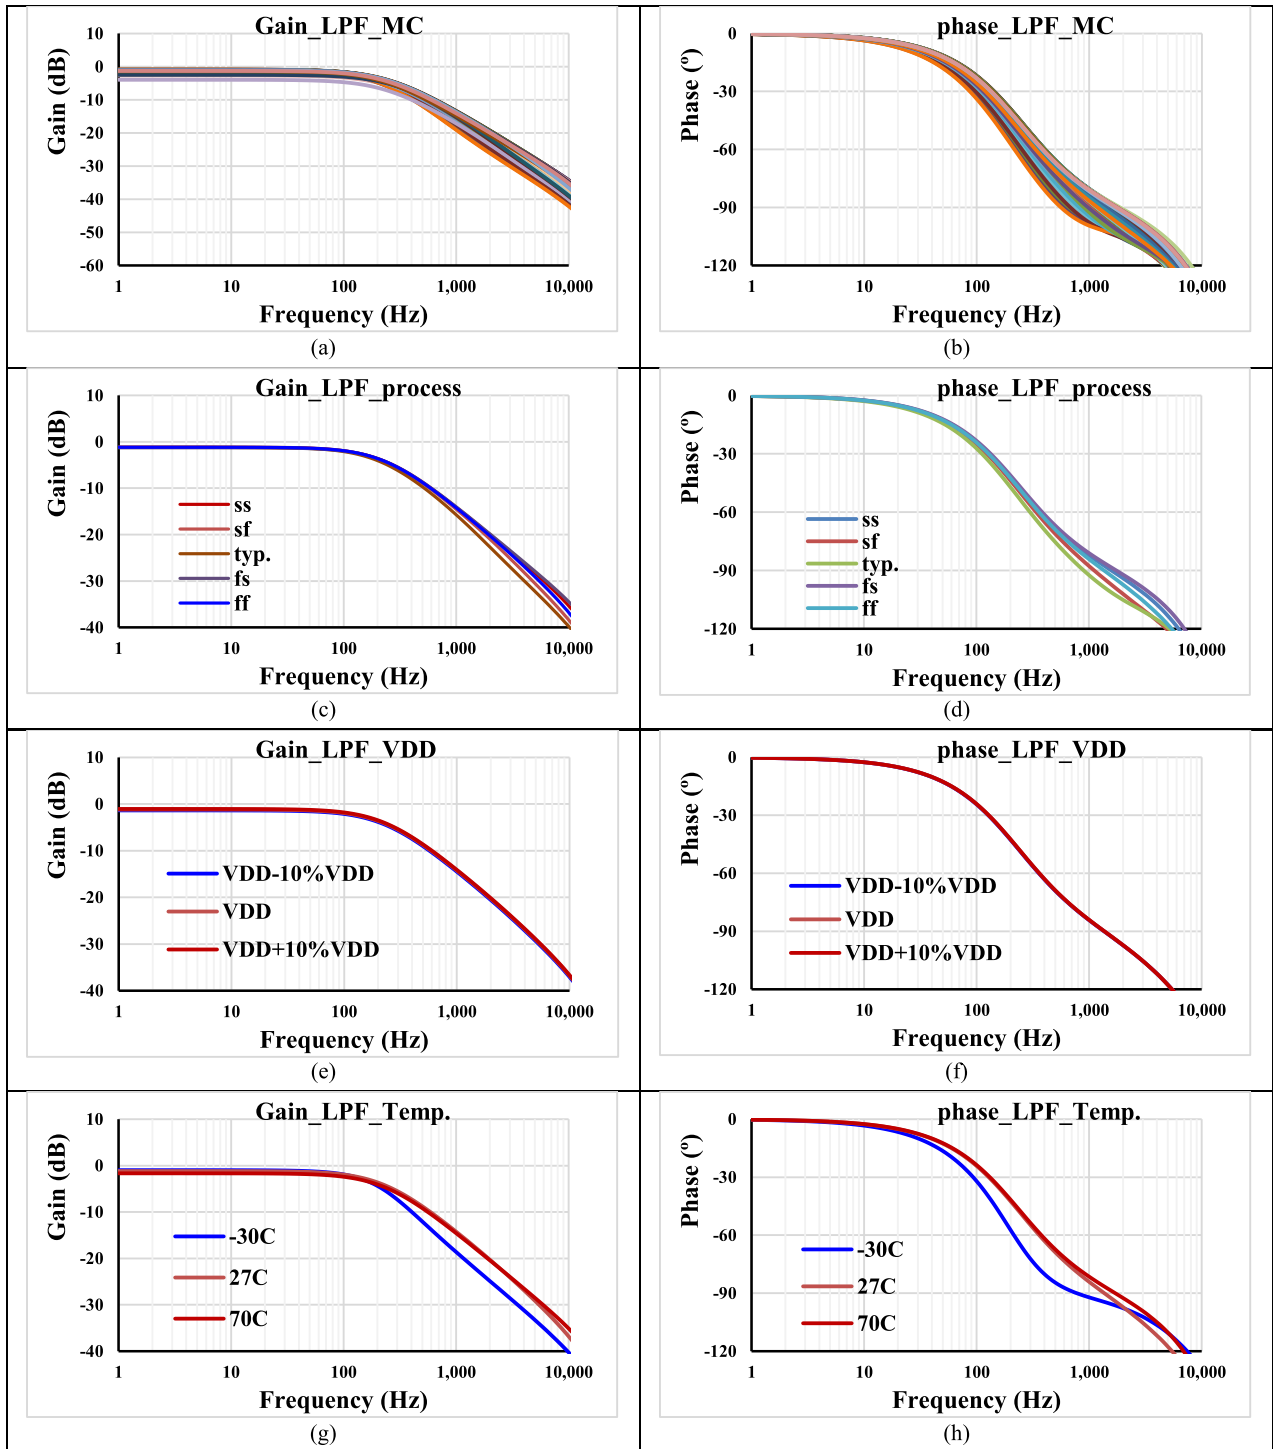 Gain_LPF_MC
10
0
-10
-20
-30
-40
-50
-60
Gain (dB)
1 10 100 1,000 10,000
Frequency (Hz)
(a)
phase_LPF_MC
0
-30
-60
-90
-120
Phase (º)
1 10 100 1,000 10,000
Frequency (Hz)
(b)
Gain_LPF_process
10
0
-10
-20
-30
-40
Gain (dB)
ss
sf
typ.
fs
ff
1 10 100 1,000 10,000
Frequency (Hz)
(c)
phase_LPF_process
0
-30
-60
-90
-120
Phase (º)
ss
sf
typ.
fs
ff
1 10 100 1,000 10,000
Frequency (Hz)
(d)
Gain_LPF_VDD
10
0
-10
-20
-30
-40
Gain (dB)
VDD-10%VDD
VDD
VDD+10%VDD
1 10 100 1,000 10,000
Frequency (Hz)
(e)
phase_LPF_VDD
0
-30
-60
-90
-120
Phase (º)
VDD-10%VDD
VDD
VDD+10%VDD
1 10 100 1,000 10,000
Frequency (Hz)
(f)
Gain_LPF_Temp.
10
0
-10
-20
-30
-40
Gain (dB)
-30C
27C
70C
1 10 100 1,000 10,000
Frequency (Hz)
(g)
phase_LPF_Temp.
0
-30
-60
-90
-120
Phase (º)
-30C
27C
70C
1 10 100 1,000 10,000
Frequency (Hz)
(h)